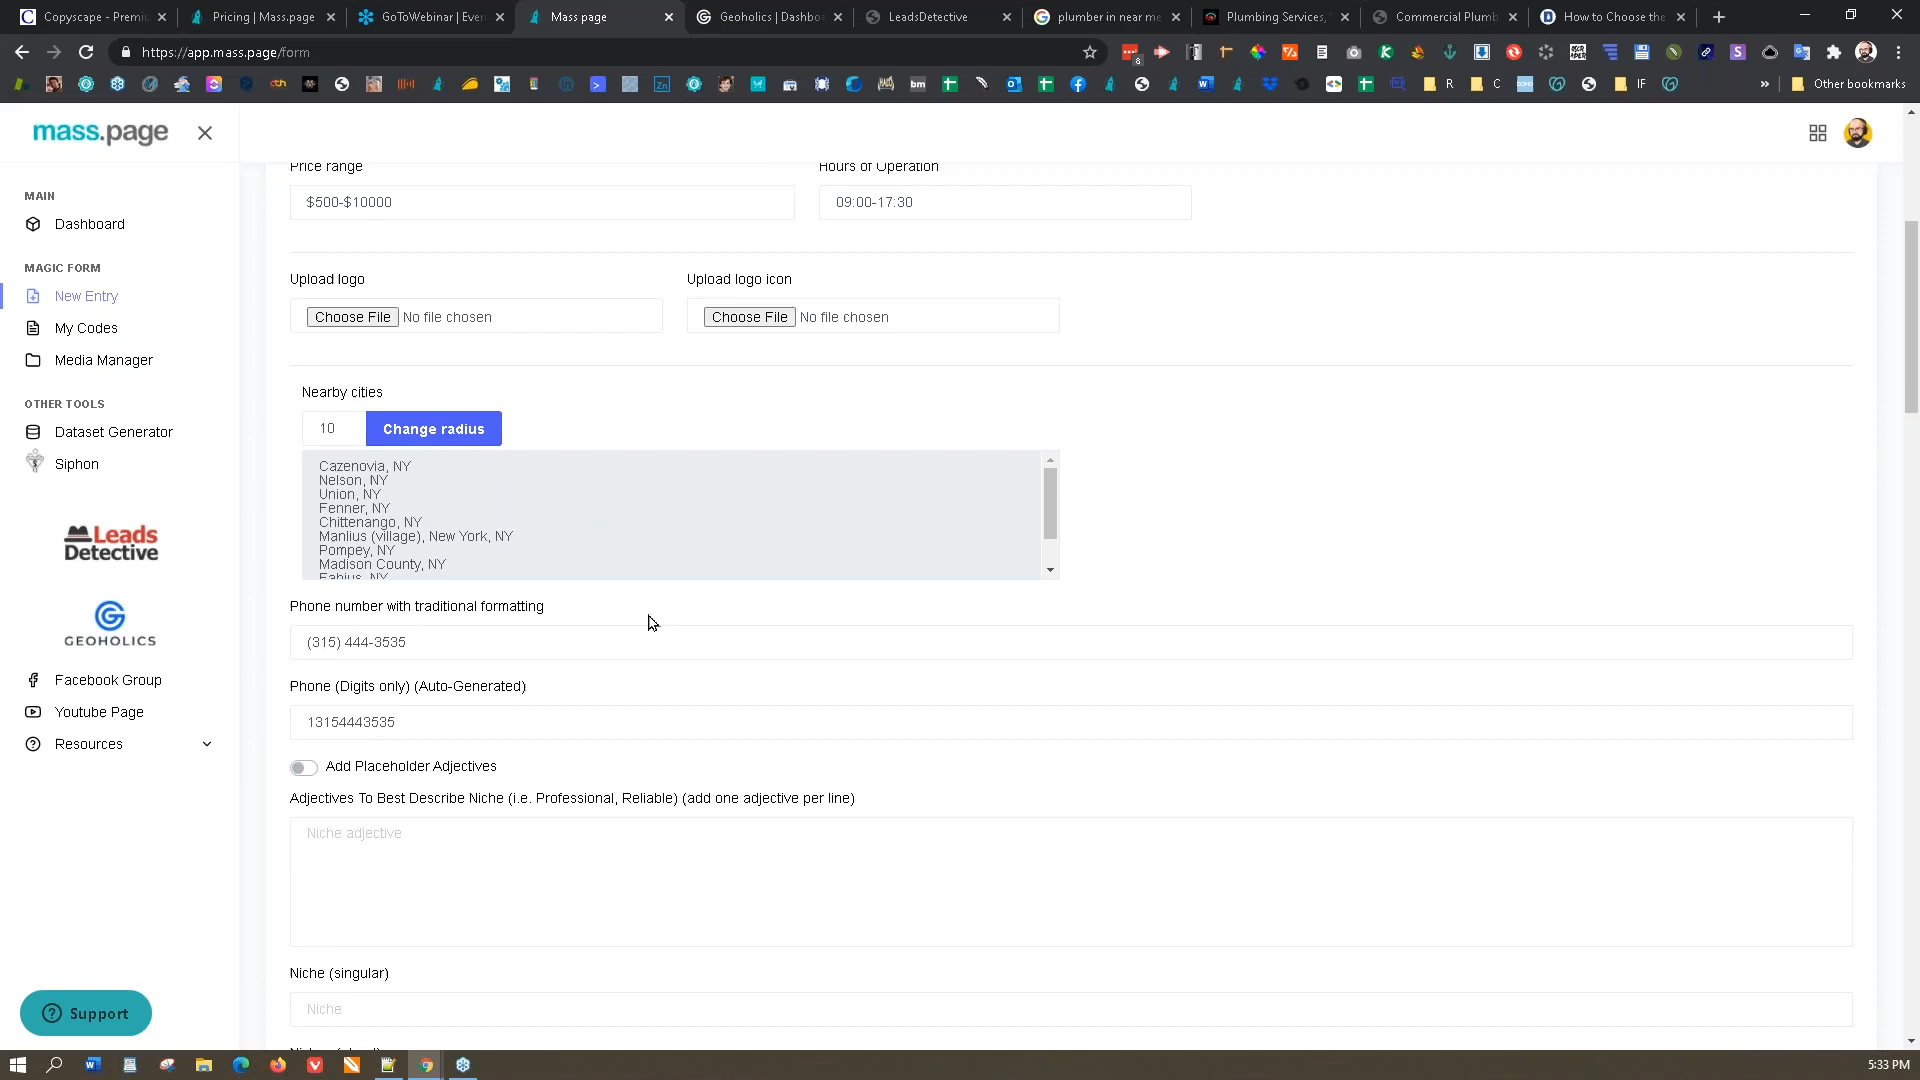 Copyscape - Premi
Pricing | Mass.page
GoToWebinar | Even
Mass page
Geoholics | Dashboa
LeadsDetective
plumber in near me
Plumbing Services,
Commercial Plumb
How to Choose the
https://app.mass.page/form
8
R
C
IF
Other bookmarks
mass.page
MAIN
Dashboard
MAGIC FORM
New Entry
My Codes
Media Manager
OTHER TOOLS
Dataset Generator
Siphon
Leads
Detective
GEOHOLICS
Facebook Group
Youtube Page
Resources
Support
Price range
Hours of Operation
$500-$10000
09:00-17:30
Upload logo
Upload logo icon
Choose File No file chosen
Choose File No file chosen
Nearby cities
10
Change radius
Cazenovia, NY
Nelson, NY
Union, NY
Fenner, NY
Chittenango, NY
Manlius (village), New York, NY
Pompey, NY
Madison County, NY
Fabius, NY
Phone number with traditional formatting
(315) 444-3535
Phone (Digits only) (Auto-Generated)
13154443535
Add Placeholder Adjectives
Adjectives To Best Describe Niche (i.e. Professional, Reliable) (add one adjective per line)
Niche adjective
Niche (singular)
Niche
5:33 PM